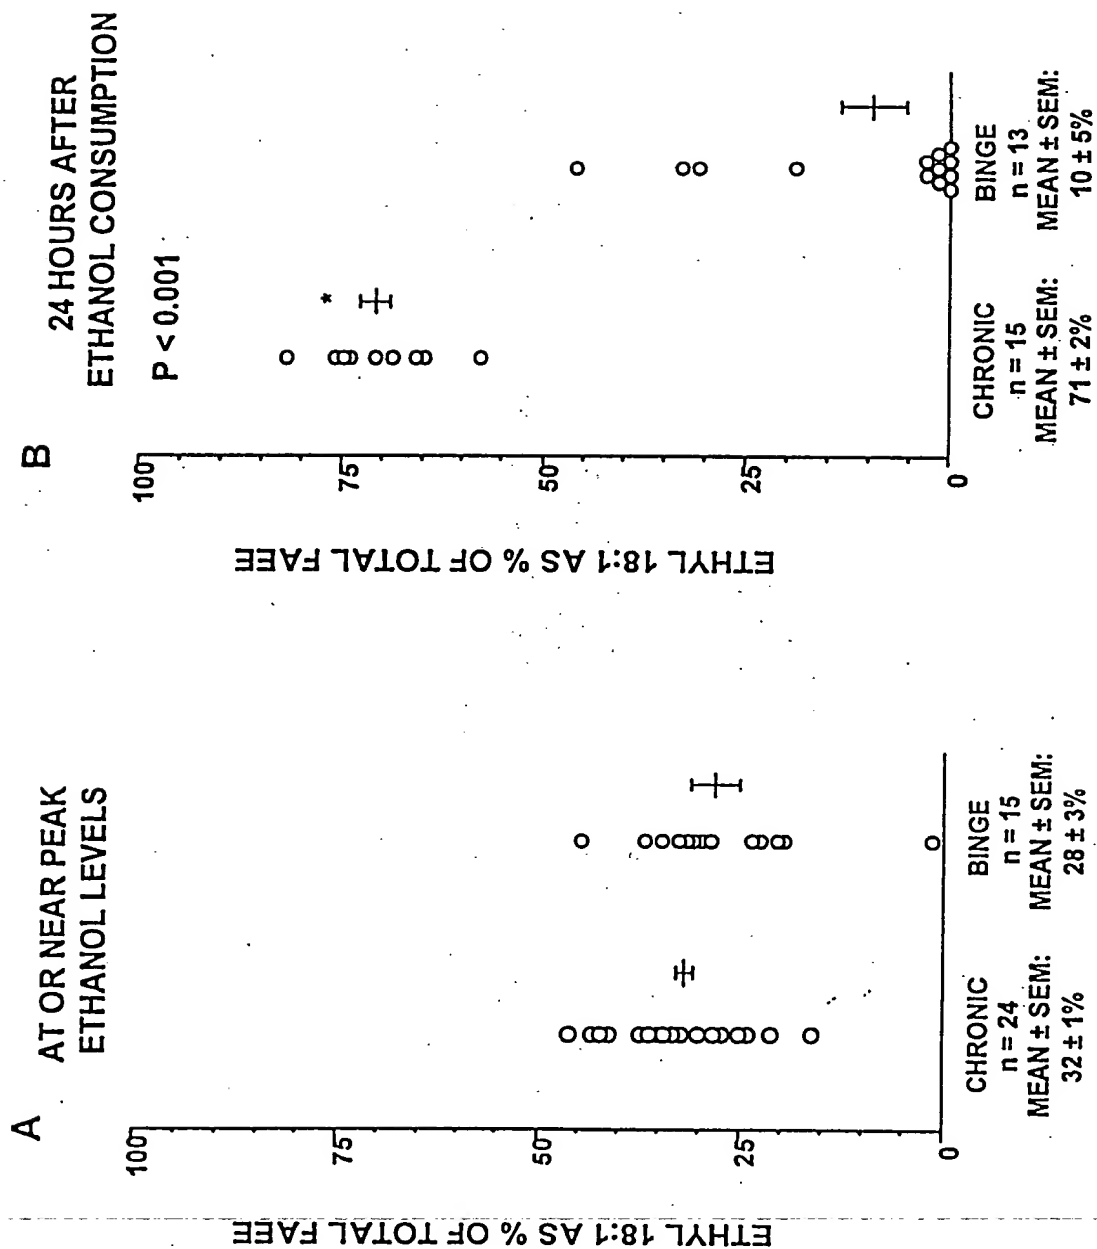 A
AT OR NEAR PEAK
ETHANOL LEVELS
ETHYL 18:1 AS % OF TOTAL FAEE
100
75
50
25
0
CHRONIC
n = 24
MEAN ± SEM:
32 ± 1%
BINGE
n = 15
MEAN ± SEM:
28 ± 3%
B
24 HOURS AFTER
ETHANOL CONSUMPTION
P < 0.001
*
ETHYL 18:1 AS % OF TOTAL FAEE
100
75
50
25
0
CHRONIC
n = 15
MEAN ± SEM:
71 ± 2%
BINGE
n = 13
MEAN ± SEM:
10 ± 5%